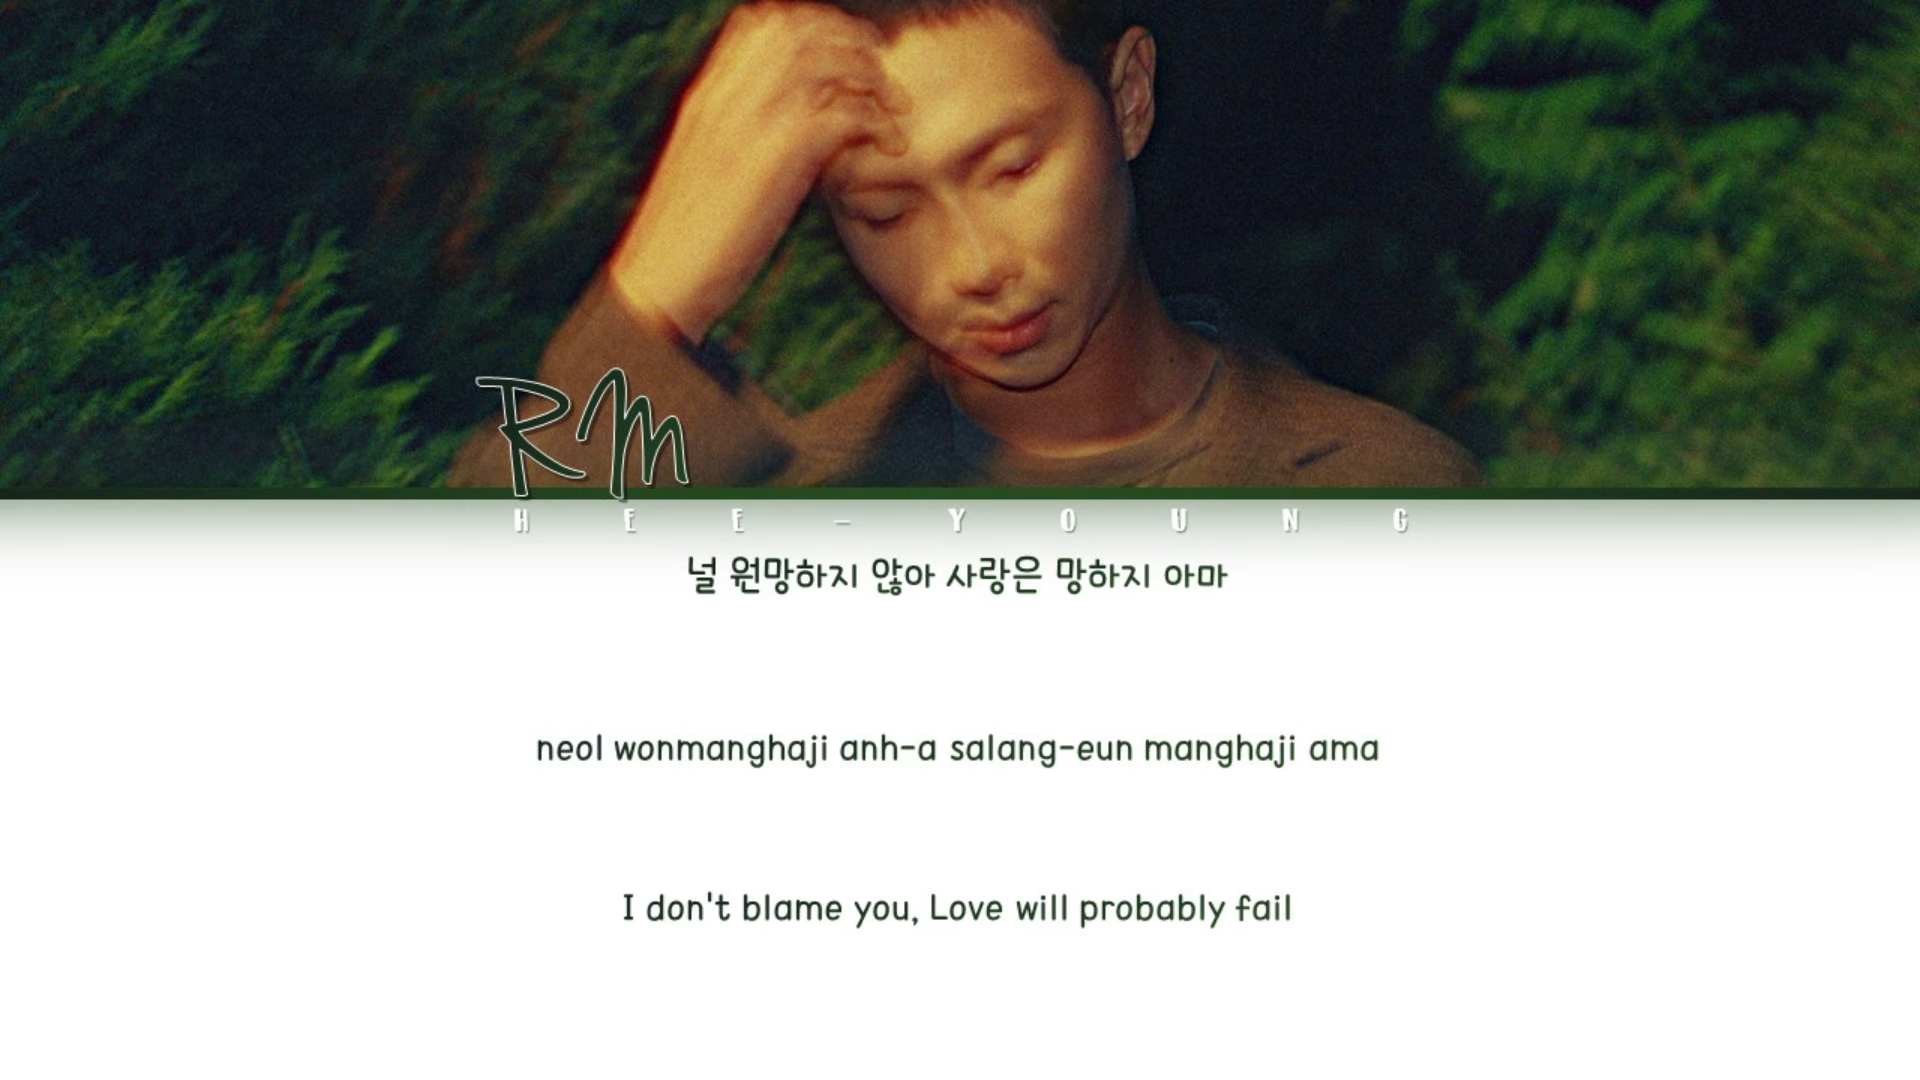 RM
HEE-YOUNG
널 원망하지 않아 사랑은 망하지 아마
neol wonmanghaji anh-a salang-eun manghaji ama
I don't blame you, Love will probably fail